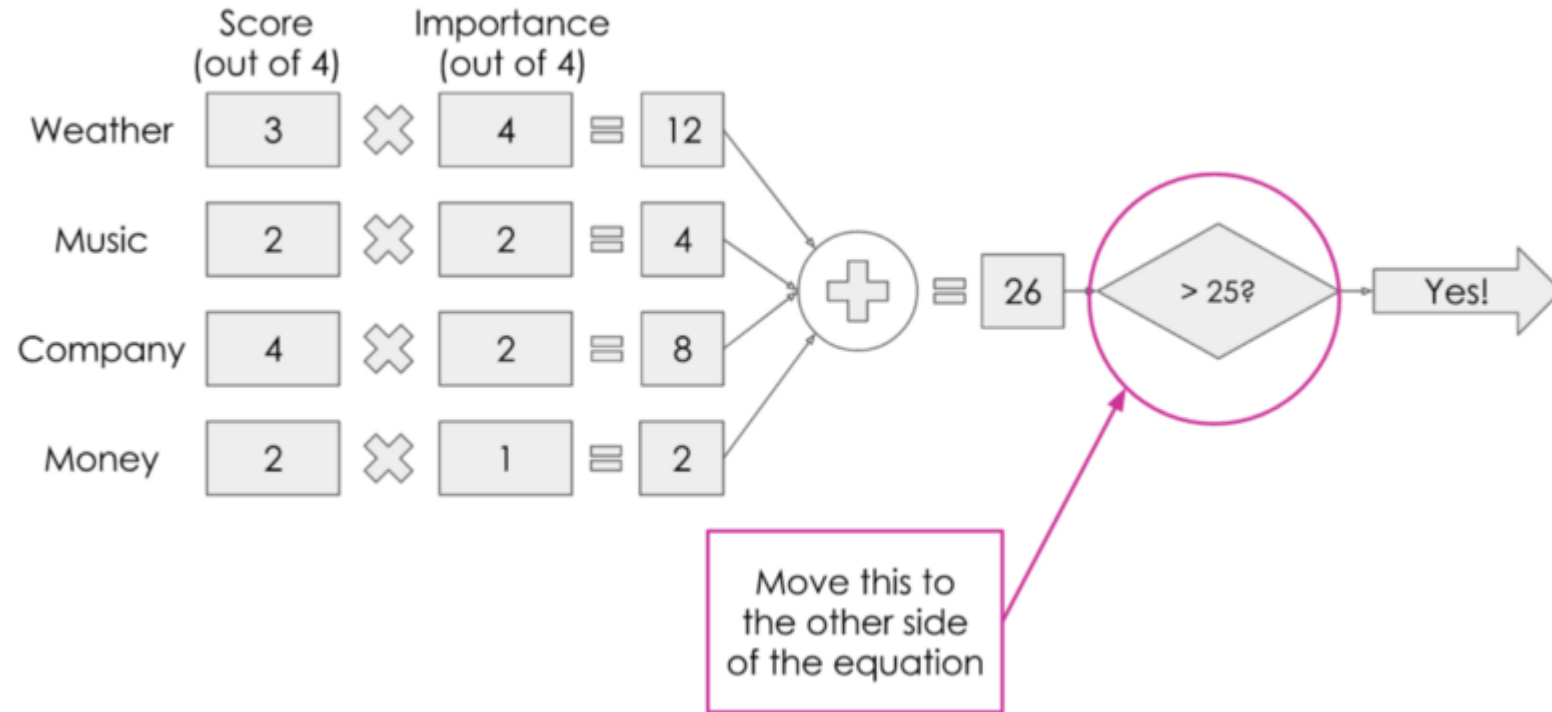 Score Importance
(out of 4) (out of 4)
Weather 3 4 = 12
Music 2 2 = 4
Company 4 2 = 8
Money 2 1 = 2
= 26 > 25? Yes!
Move this to
the other side
of the equation